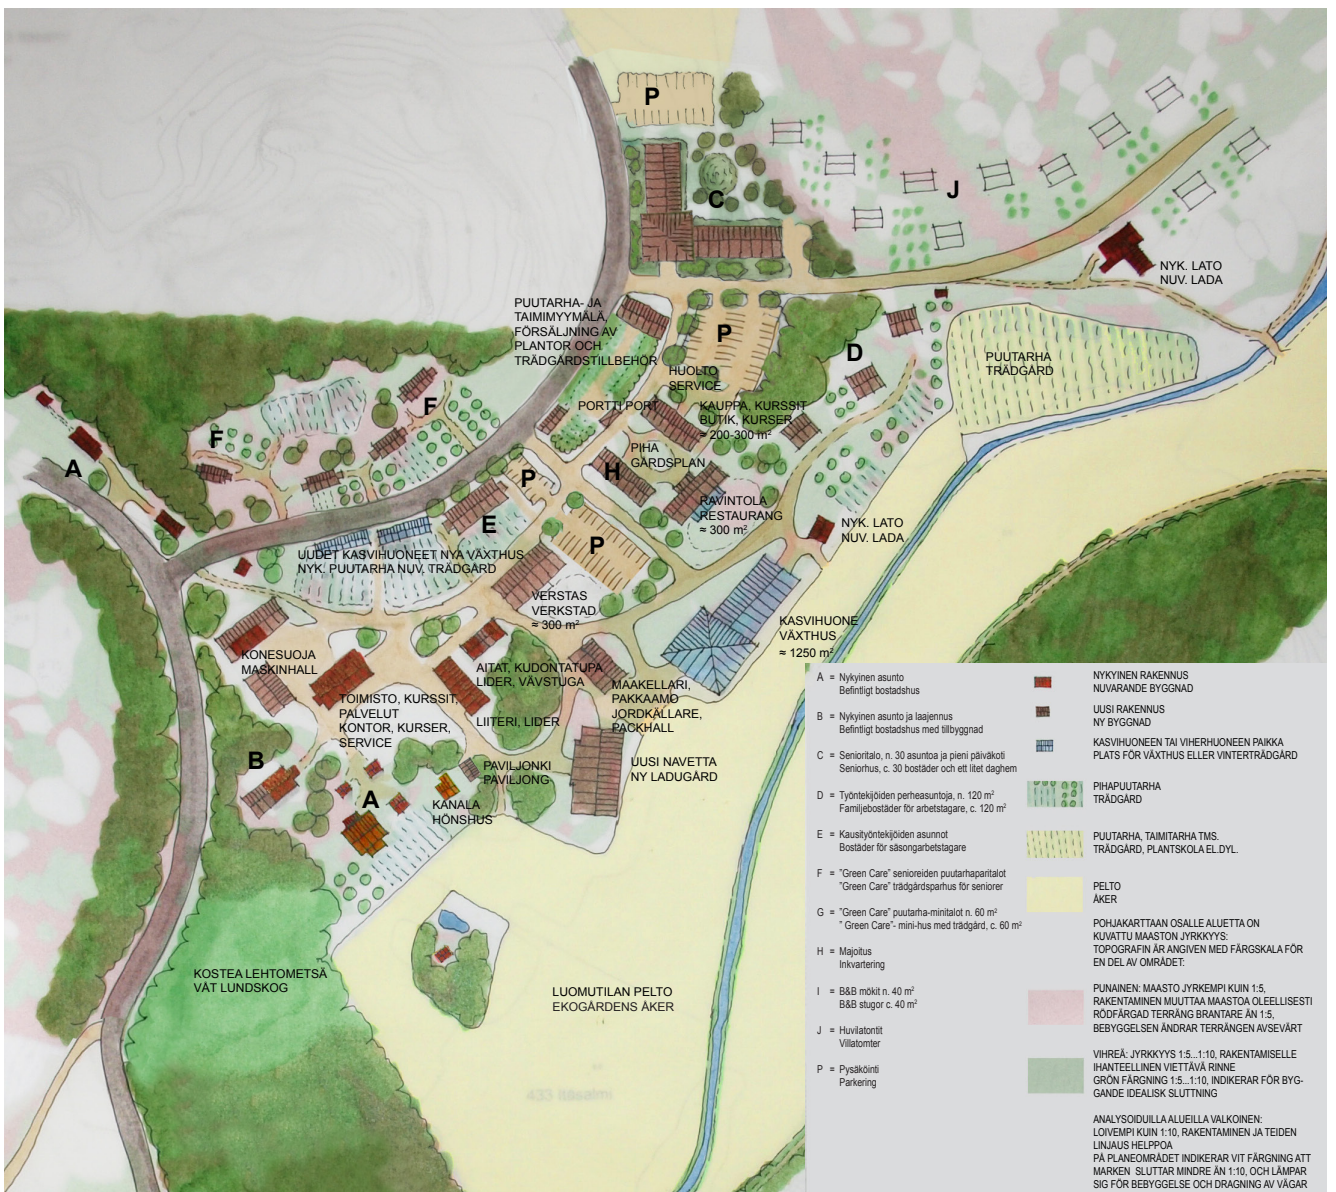 P
C
J
NYK. LATO
NUV. LADA
PUUTARHA- JA
TAIMIMYYMÄLÄ,
FÖRSÄLJNING AV
PLANTOR OCH
TRÄDGÅRDSTILLBEHÖR
P
D
PUUTARHA
TRÄDGÅRD
HUOLTO
SERVICE
F
PORTTI PORT
KAUPPA, KURSSIT
BUTIK, KURSER
≈ 200-300 m²
F
A
PIHA
GÅRDSPLAN
H
P
RAVINTOLA
RESTAURANG
≈ 300 m²
NYK. LATO
NUV. LADA
E
P
UUDET KASVIHUONEET NYA VÄXTHUS
NYK. PUUTARHA NUV. TRÄDGÅRD
VERSTAS
VERKSTAD
≈ 300 m²
KASVIHUONE
VÄXTHUS
≈ 1250 m²
KONESUOJA
MASKINHALL
AITAT, KUDONTATUPA
LIDER, VÄVSTUGA
MAAKELLARI,
PAKKAAMO
JORDKÄLLARE,
PACKHALL
TOIMISTO, KURSSIT,
PALVELUT
KONTOR, KURSER,
SERVICE
LIITERI, LIDER
B
PAVILJONKI
PAVILJONG
UUSI NAVETTA
NY LADUGÅRD
A
KANALA
HÖNSHUS
KOSTEA LEHTOMETSÄ
VÅT LUNDSKOG
LUOMUTILAN PELTO
EKOGÅRDENS ÅKER
433 Itäsalmi
A = Nykyinen asunto
Befintligt bostadshus
B = Nykyinen asunto ja laajennus
Befintligt bostadshus med tillbyggnad
C = Senioritalo, n. 30 asuntoa ja pieni päiväkoti
Seniorhus, c. 30 bostäder och ett litet daghem
D = Työntekijöiden perheasuntoja, n. 120 m²
Familjebostäder för arbetstagare, c. 120 m²
E = Kausityöntekijöiden asunnot
Bostäder för säsongarbetstagare
F = "Green Care" senioreiden puutarhaparitalot
"Green Care" trädgårdsparhus för seniorer
G = "Green Care" puutarha-minitalot n. 60 m²
" Green Care"- mini-hus med trädgård, c. 60 m²
H = Majoitus
Inkvartering
I = B&B mökit n. 40 m²
B&B stugor c. 40 m²
J = Huvilatontit
Villatomter
P = Pysäköinti
Parkering
NYKYINEN RAKENNUS
NUVARANDE BYGGNAD
UUSI RAKENNUS
NY BYGGNAD
KASVIHUONEEN TAI VIHERHUONEEN PAIKKA
PLATS FÖR VÄXTHUS ELLER VINTERTRÄDGÅRD
PIHAPUUTARHA
TRÄDGÅRD
PUUTARHA, TAIMITARHA TMS.
TRÄDGÅRD, PLANTSKOLA EL.DYL.
PELTO
ÅKER
POHJAKARTTAAN OSALLE ALUETTA ON
KUVATTU MAASTON JYRKKYYS:
TOPOGRAFIN ÄR ANGIVEN MED FÄRGSKALA FÖR
EN DEL AV OMRÅDET:
PUNAINEN: MAASTO JYRKEMPI KUIN 1:5,
RAKENTAMINEN MUUTTAA MAASTOA OLEELLISESTI
RÖDFÄRGAD TERRÄNG BRANTARE ÄN 1:5,
BEBYGGELSEN ÄNDRAR TERRÄNGEN AVSEVÄRT
VIHREÄ: JYRKKYYS 1:5...1:10, RAKENTAMISELLE
IHANTEELLINEN VIETTÄVÄ RINNE
GRÖN FÄRGNING 1:5...1:10, INDIKERAR FÖR BYG-
GANDE IDEALISK SLUTTNING
ANALYSOIDUILLA ALUEILLA VALKOINEN:
LOIVEMPI KUIN 1:10, RAKENTAMINEN JA TEIDEN
LINJAUS HELPPOA
PÅ PLANEOMRÅDET INDIKERAR VIT FÄRGNING ATT
MARKEN SLUTTAR MINDRE ÄN 1:10, OCH LÄMPAR
SIG FÖR BEBYGGELSE OCH DRAGNING AV VÄGAR